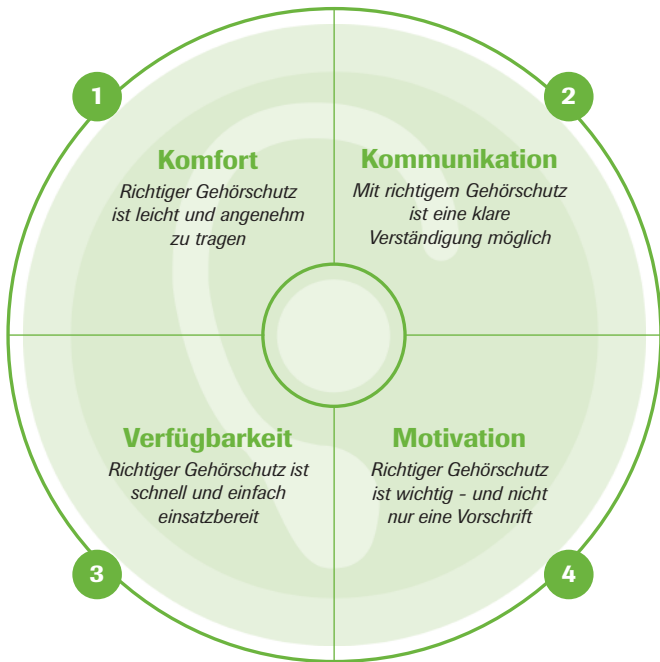 1
Komfort
Richtiger Gehörschutz
ist leicht und angenehm
zu tragen
2
Kommunikation
Mit richtigem Gehörschutz
ist eine klare
Verständigung möglich
3
Verfügbarkeit
Richtiger Gehörschutz ist
schnell und einfach
einsatzbereit
4
Motivation
Richtiger Gehörschutz
ist wichtig - und nicht
nur eine Vorschrift